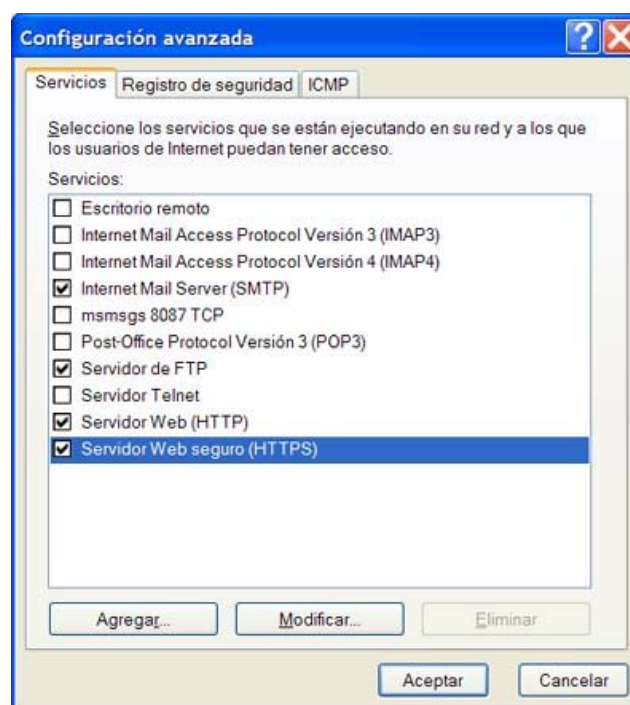 Configuración avanzada
Servicios
Registro de seguridad
ICMP
Seleccione los servicios que se están ejecutando en su red y a los que
los usuarios de Internet puedan tener acceso.
Servicios:
Escritorio remoto
Internet Mail Access Protocol Versión 3 (IMAP3)
Internet Mail Access Protocol Versión 4 (IMAP4)
Internet Mail Server (SMTP)
msmsgs 8087 TCP
Post-Office Protocol Versión 3 (POP3)
Servidor de FTP
Servidor Telnet
Servidor Web (HTTP)
Servidor Web seguro (HTTPS)
Agregar...
Modificar...
Eliminar
Aceptar
Cancelar